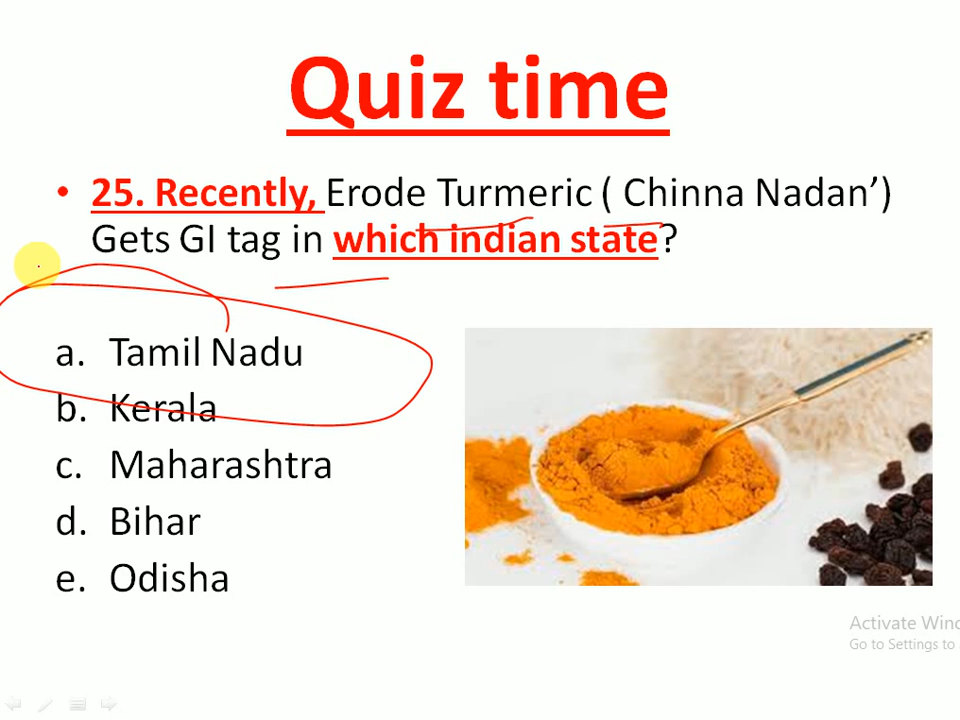 Quiz time
• 25. Recently, Erode Turmeric ( Chinna Nadan’)
Gets GI tag in which indian state?
a. Tamil Nadu
b. Kerala
c. Maharashtra
d. Bihar
e. Odisha
Activate Wind
Go to Settings to